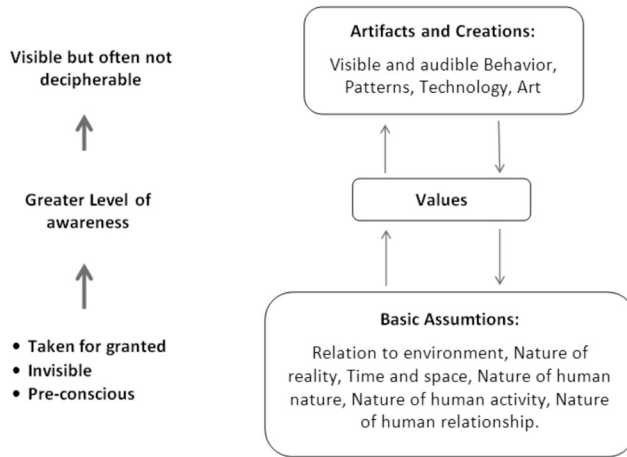 Visible but often not
decipherable
Greater Level of
awareness
• Taken for granted
• Invisible
• Pre-conscious
Artifacts and Creations:
Visible and audible Behavior,
Patterns, Technology, Art
Values
Basic Assumtions:
Relation to environment, Nature of
reality, Time and space, Nature of human
nature, Nature of human activity, Nature
of human relationship.